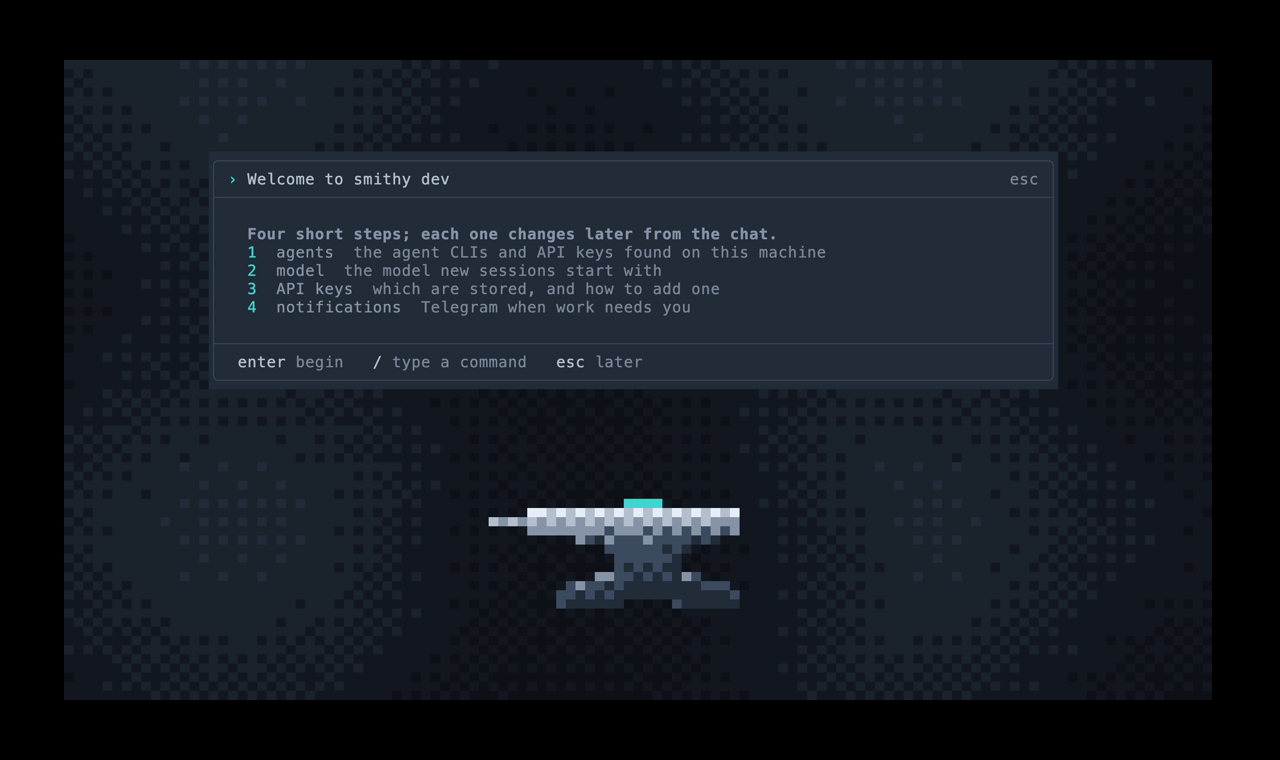 › Welcome to smithy dev esc
Four short steps; each one changes later from the chat.
1 agents the agent CLIs and API keys found on this machine
2 model the model new sessions start with
3 API keys which are stored, and how to add one
4 notifications Telegram when work needs you
enter begin / type a command esc later